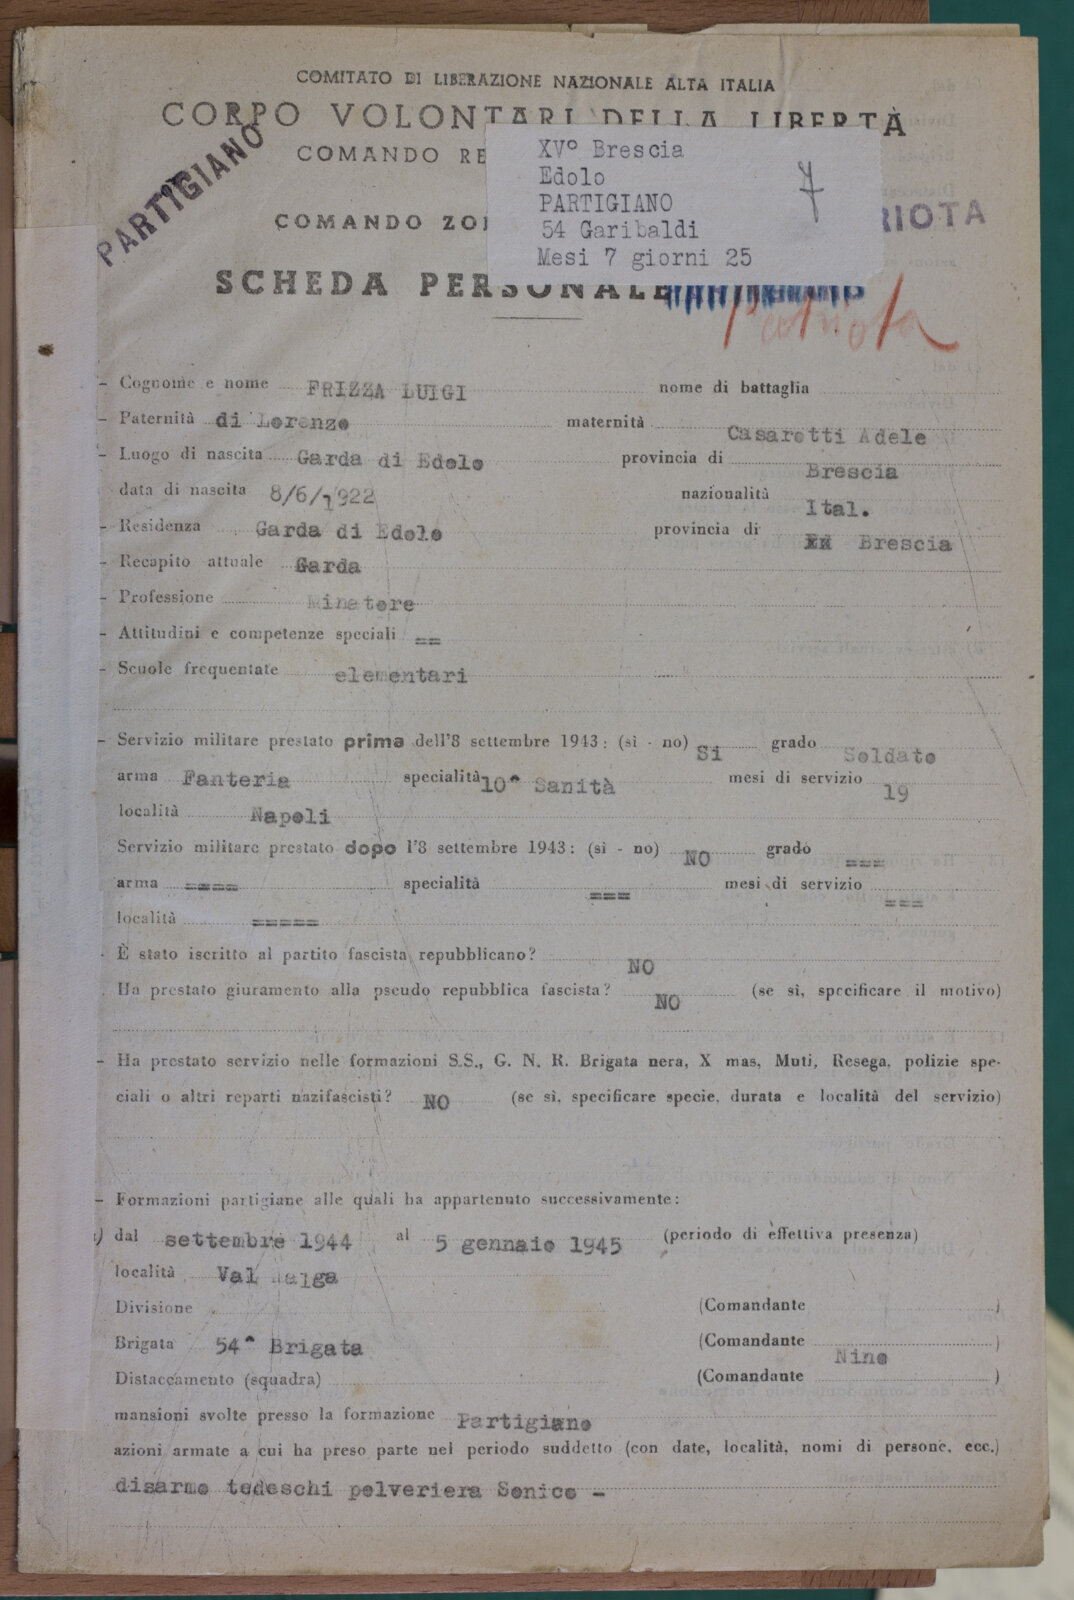 COMITATO DI LIBERAZIONE NAZIONALE ALTA ITALIA
CORPO VOLONTARI DELLA LIBERTÀ
COMANDO RE
COMANDO ZO
PARTIGIANO
XV° Brescia
Edolo
PARTIGIANO
54 Garibaldi
Mesi 7 giorni 25
7
RIOTA
SCHEDA PERSONALE
Patriota
- Cognome e nome FRIZZA LUIGI nome di battaglia
- Paternità di Lorenzo maternità Casarotti Adele
- Luogo di nascita Garda di Edolo provincia di Brescia
data di nascita 8/6/1922 nazionalità Ital.
- Residenza Garda di Edolo provincia di Brescia
- Recapito attuale Garda
- Professione Minatore
- Attitudini e competenze speciali ==
- Scuole frequentate elementari
- Servizio militare prestato prima dell'8 settembre 1943: (sì - no) Si grado Soldato
arma Fanteria specialità 10^ Sanità mesi di servizio 19
località Napoli
Servizio militare prestato dopo l'8 settembre 1943: (sì - no) NO grado ===
arma ==== specialità === mesi di servizio ===
località =====
È stato iscritto al partito fascista repubblicano? NO
Ha prestato giuramento alla pseudo repubblica fascista? NO (se sì, specificare il motivo)
- Ha prestato servizio nelle formazioni S.S., G. N. R. Brigata nera, X mas, Muti, Resega, polizie spe-
ciali o altri reparti nazifascisti? NO (se sì, specificare specie, durata e località del servizio)
- Formazioni partigiane alle quali ha appartenuto successivamente:
) dal settembre 1944 al 5 gennaio 1945 (periodo di effettiva presenza)
località Val Malga
Divisione (Comandante )
Brigata 54^ Brigata (Comandante Nino )
Distaccamento (squadra) (Comandante )
mansioni svolte presso la formazione Partigiano
azioni armate a cui ha preso parte nel periodo suddetto (con date, località, nomi di persone, ecc.)
disarmo tedeschi polveriera Sonico -